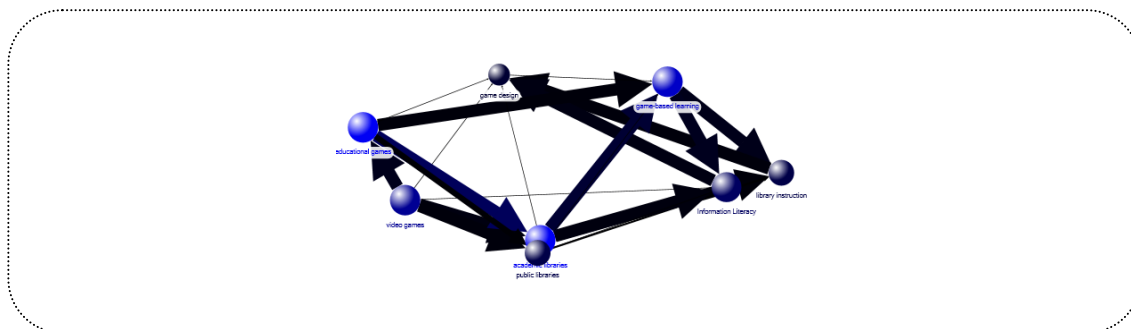 game design
game-based learning
educational games
library instruction
Information Literacy
video games
academic libraries
public libraries